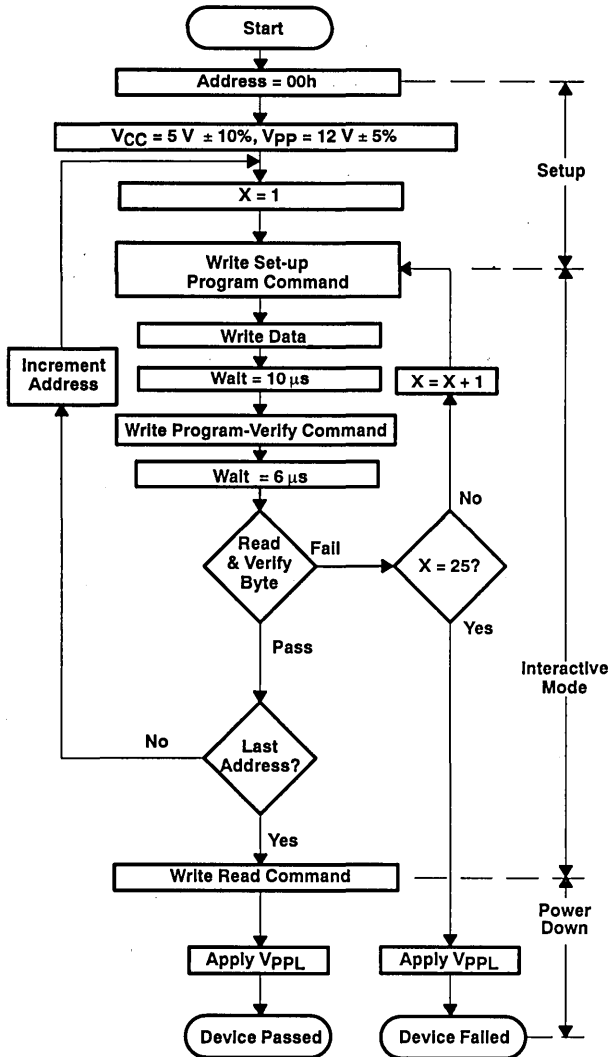 Start
Address = 00h
VCC = 5 V ± 10%, VPP = 12 V ± 5%
Setup
X = 1
Write Set-up
Program Command
Write Data
Increment
Address
Wait = 10 µs
X = X + 1
Write Program-Verify Command
Wait = 6 µs
No
Read
& Verify
Byte
Fail
X = 25?
Yes
Pass
Interactive
Mode
No
Last
Address?
Yes
Write Read Command
Power
Down
Apply VPPL
Apply VPPL
Device Passed
Device Failed